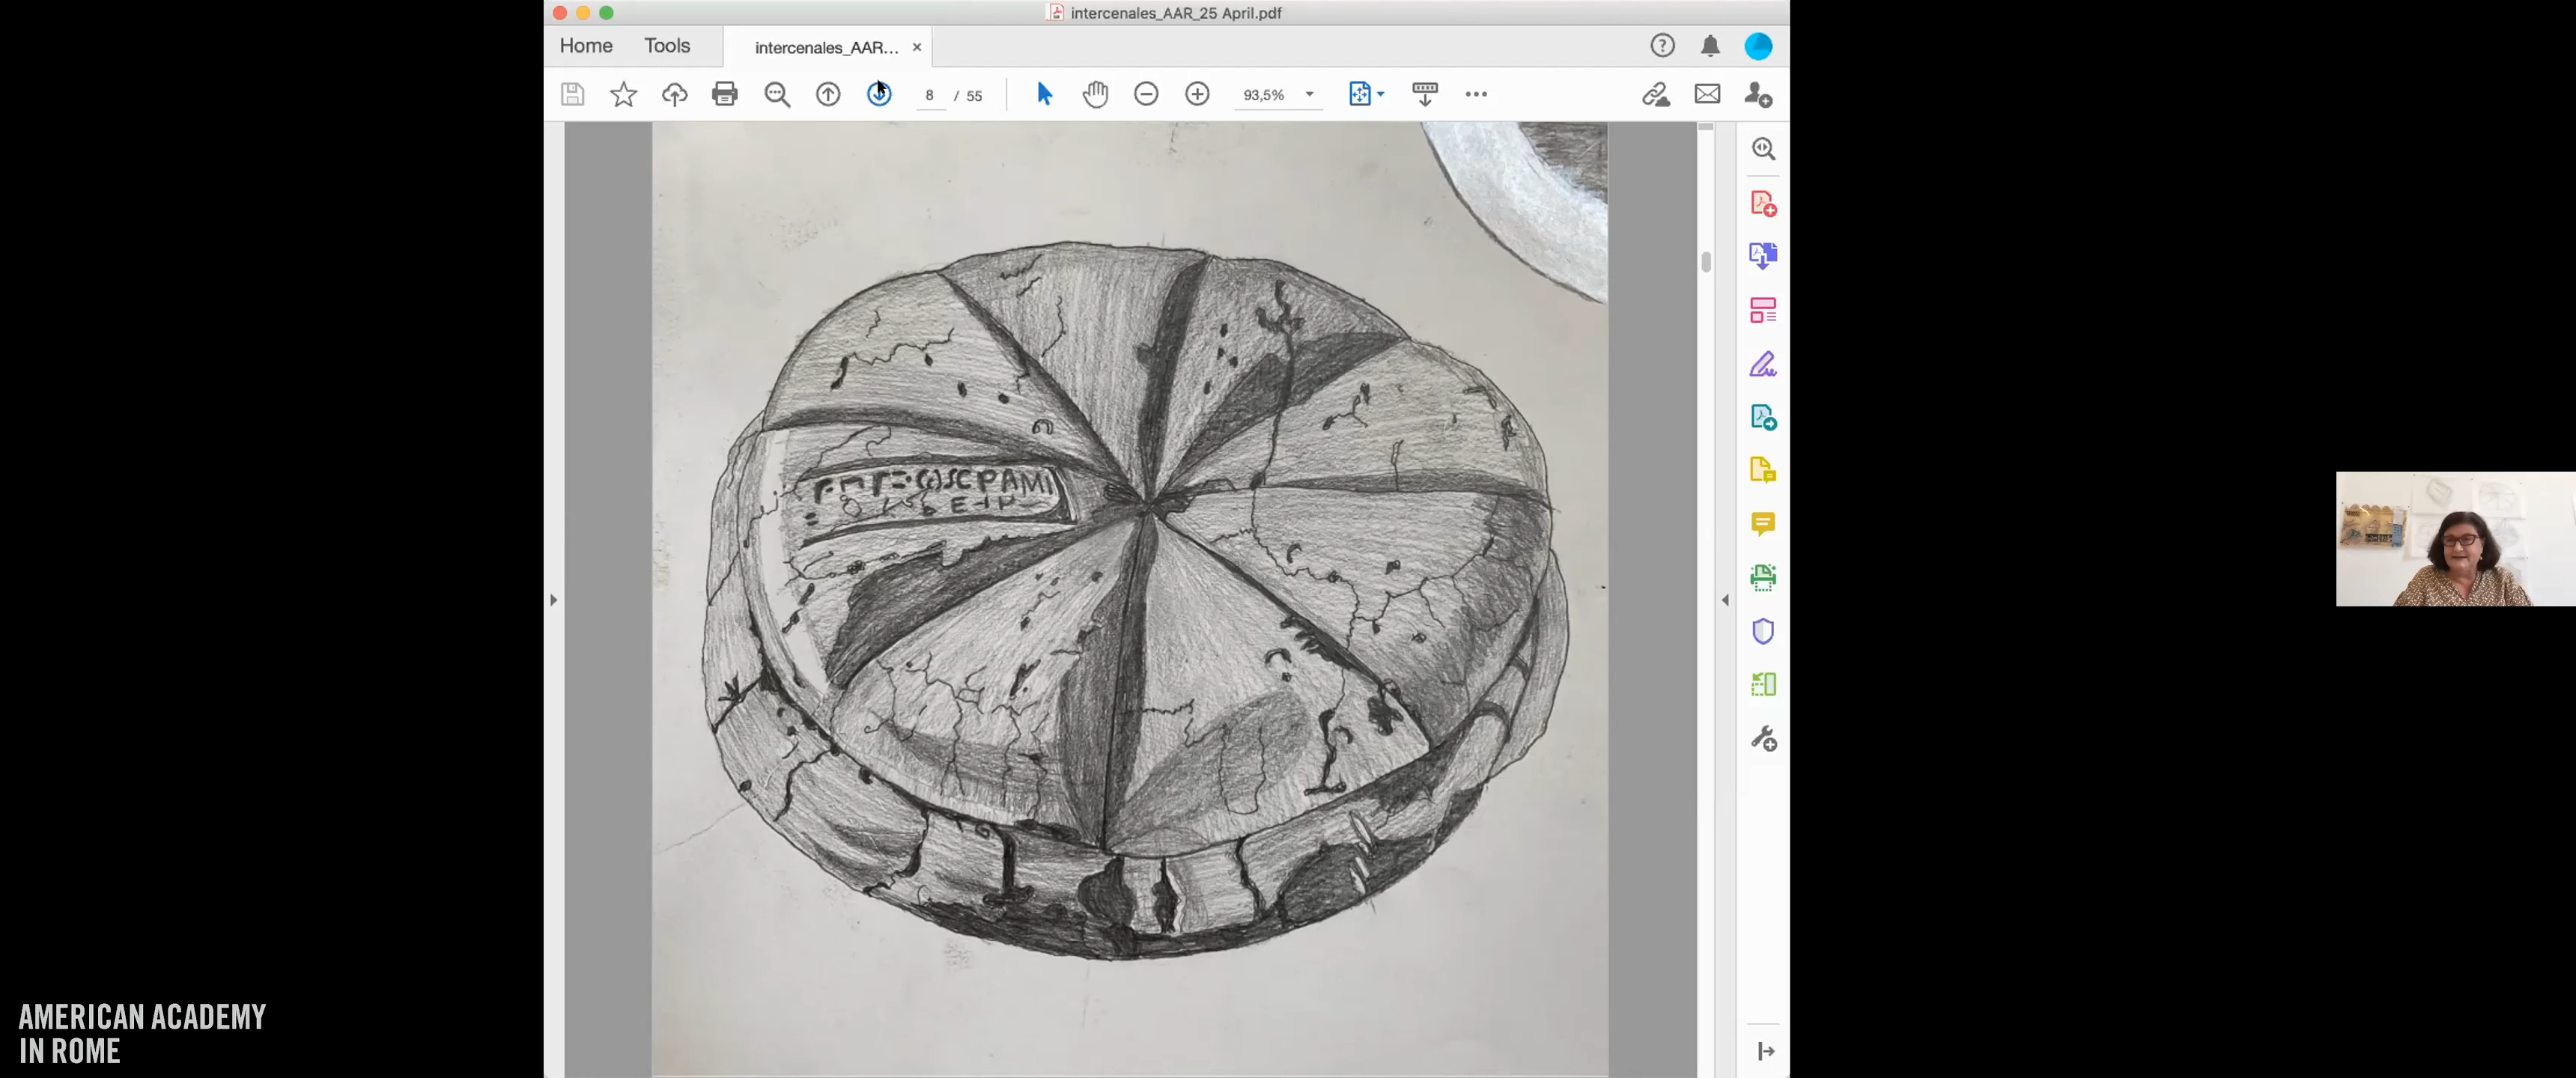 intercenales_AAR_25 April.pdf
Home
Tools
intercenales_AAR...
8 / 55
93,5%
AMERICAN ACADEMY
IN ROME